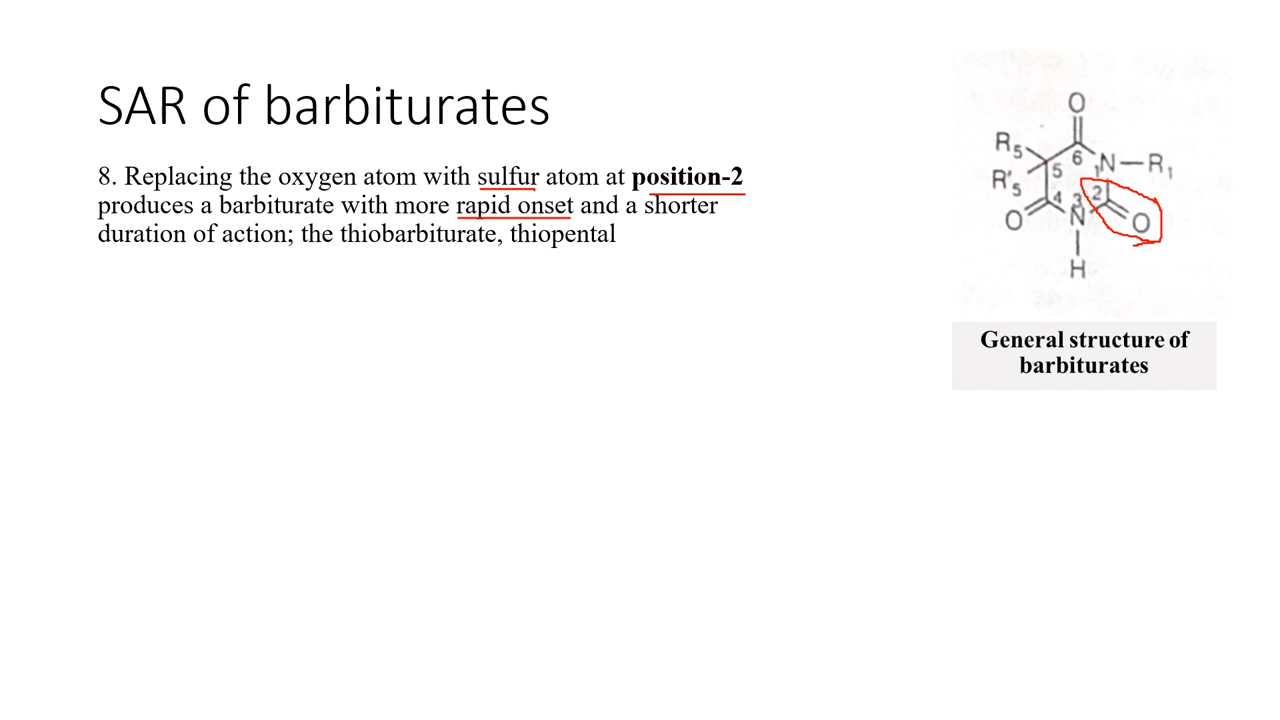 SAR of barbiturates
8. Replacing the oxygen atom with sulfur atom at position-2
produces a barbiturate with more rapid onset and a shorter
duration of action; the thiobarbiturate, thiopental
O
R5
6
N—R1
1
5
R'5
2
4
3
O
N
O
H
General structure of
barbiturates